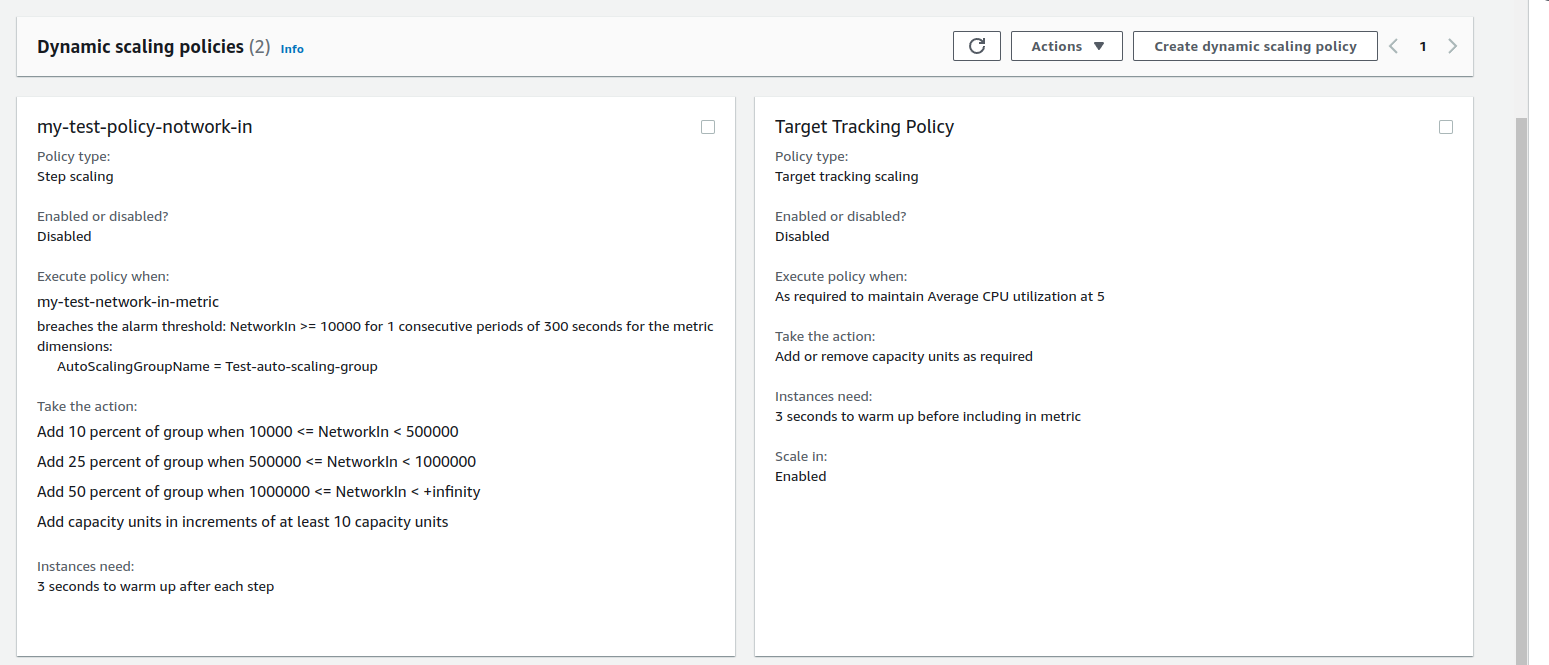 Dynamic scaling policies (2) Info
Actions
Create dynamic scaling policy
1
my-test-policy-notwork-in
Policy type:
Step scaling
Enabled or disabled?
Disabled
Execute policy when:
my-test-network-in-metric
breaches the alarm threshold: NetworkIn >= 10000 for 1 consecutive periods of 300 seconds for the metric
dimensions:
AutoScalingGroupName = Test-auto-scaling-group
Take the action:
Add 10 percent of group when 10000 <= NetworkIn < 500000
Add 25 percent of group when 500000 <= NetworkIn < 1000000
Add 50 percent of group when 1000000 <= NetworkIn < +infinity
Add capacity units in increments of at least 10 capacity units
Instances need:
3 seconds to warm up after each step
Target Tracking Policy
Policy type:
Target tracking scaling
Enabled or disabled?
Disabled
Execute policy when:
As required to maintain Average CPU utilization at 5
Take the action:
Add or remove capacity units as required
Instances need:
3 seconds to warm up before including in metric
Scale in:
Enabled